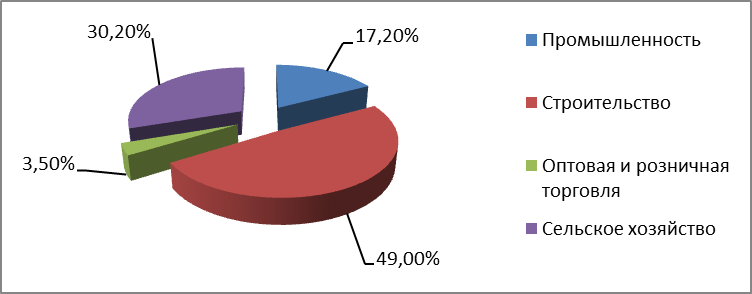 30,20%
17,20%
3,50%
49,00%
Промышленность
Строительство
Оптовая и розничная
торговля
Сельское хозяйство